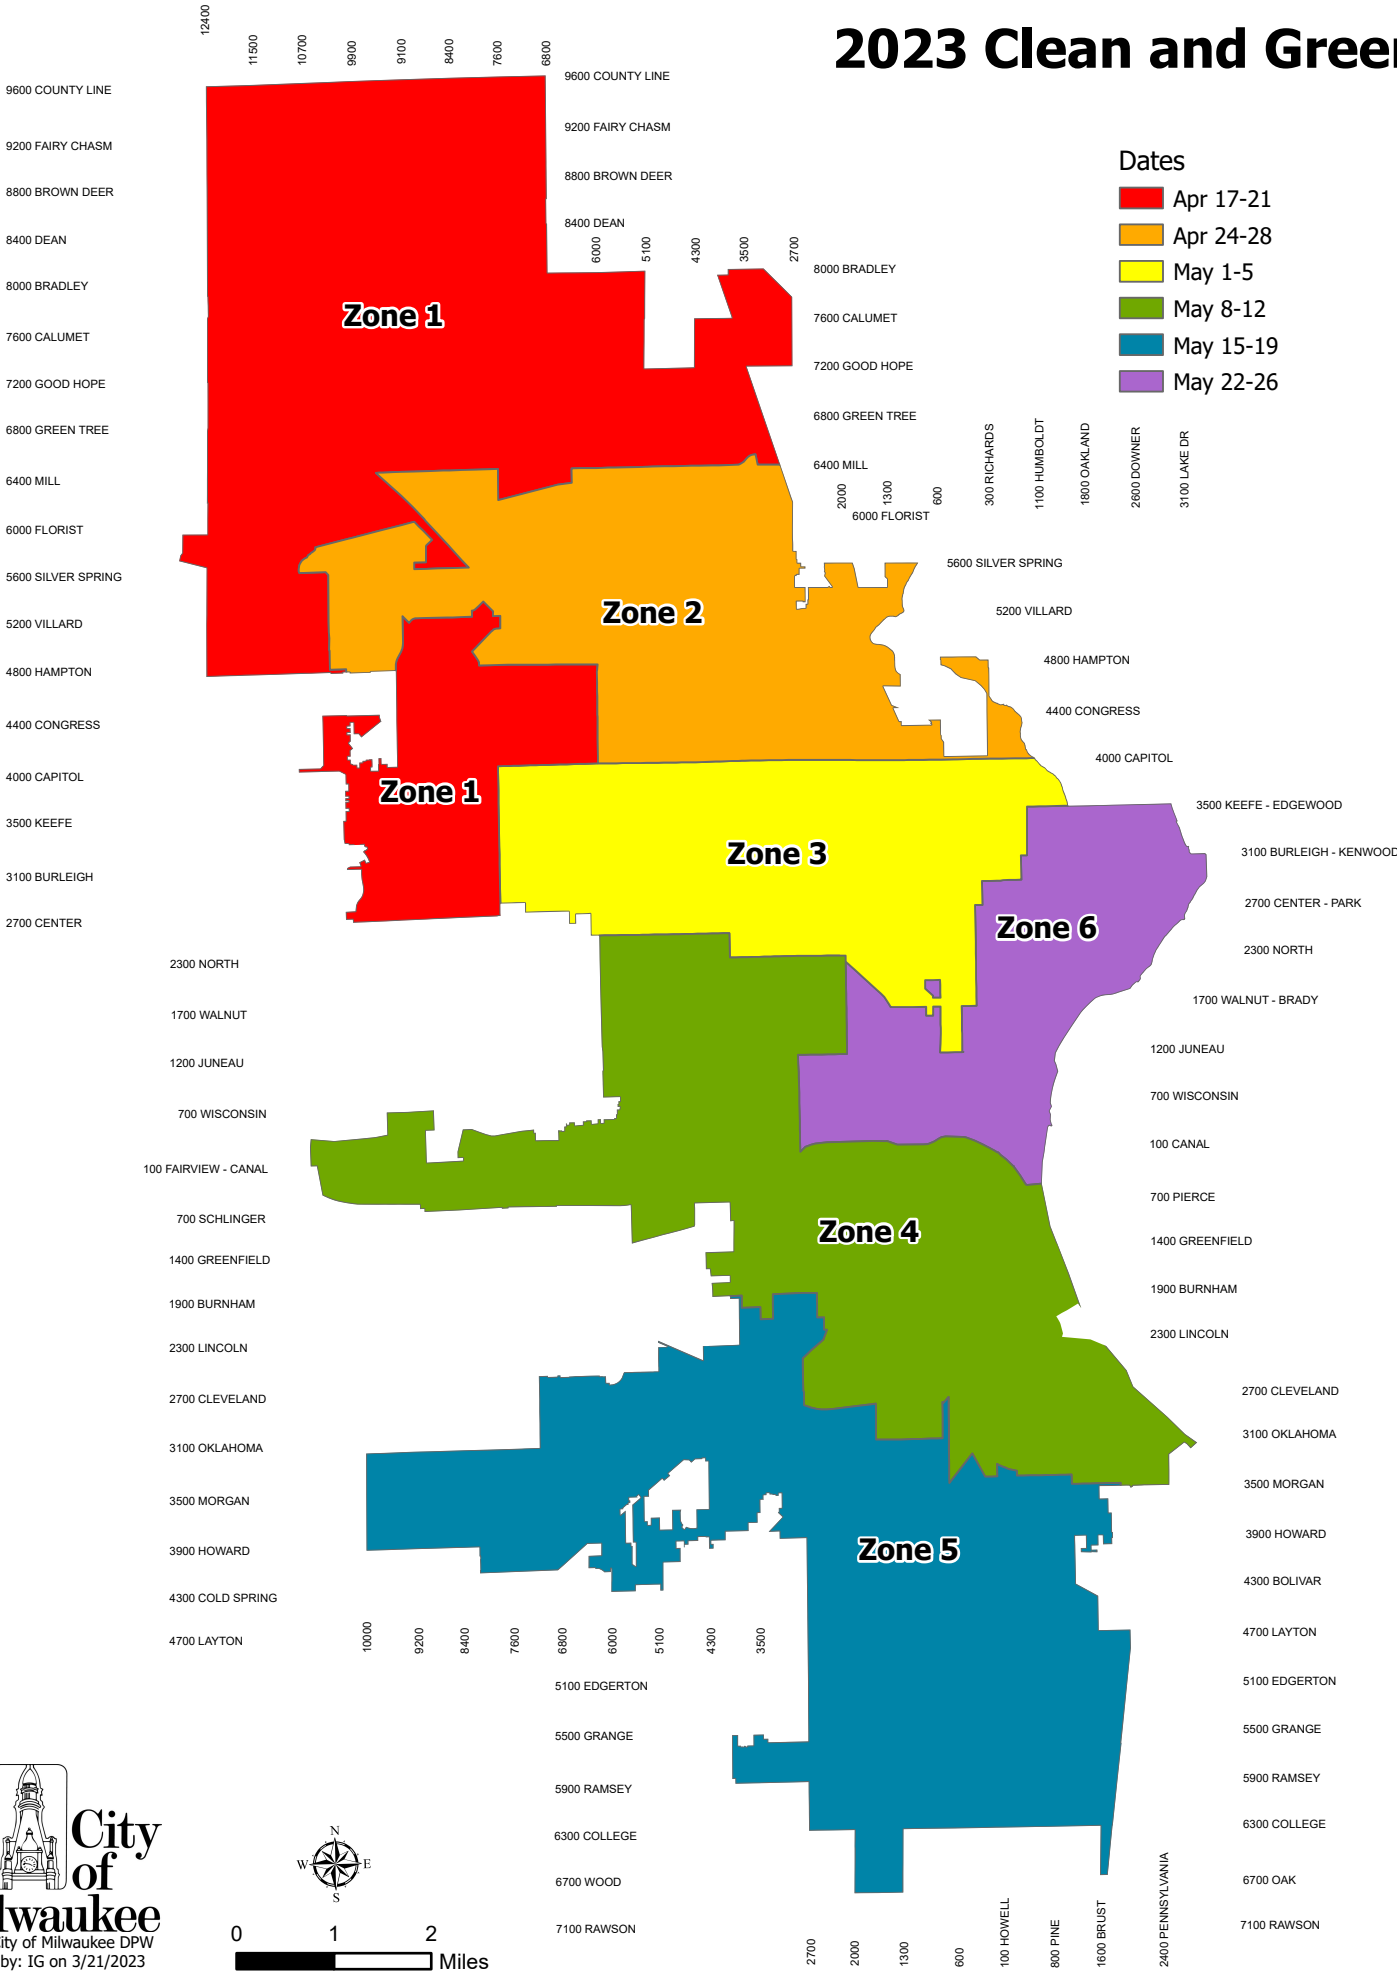 2023 Clean and Green
12400
11500
10700
9900
9100
8400
7600
6800
9600 COUNTY LINE
9200 FAIRY CHASM
8800 BROWN DEER
8400 DEAN
8000 BRADLEY
7600 CALUMET
7200 GOOD HOPE
6800 GREEN TREE
6400 MILL
6000 FLORIST
5600 SILVER SPRING
5200 VILLARD
4800 HAMPTON
4400 CONGRESS
4000 CAPITOL
3500 KEEFE
3100 BURLEIGH
2700 CENTER
2300 NORTH
1700 WALNUT
1200 JUNEAU
700 WISCONSIN
100 FAIRVIEW - CANAL
700 SCHLINGER
1400 GREENFIELD
1900 BURNHAM
2300 LINCOLN
2700 CLEVELAND
3100 OKLAHOMA
3500 MORGAN
3900 HOWARD
4300 COLD SPRING
4700 LAYTON
9600 COUNTY LINE
9200 FAIRY CHASM
8800 BROWN DEER
8400 DEAN
6000
5100
4300
3500
2700
8000 BRADLEY
7600 CALUMET
7200 GOOD HOPE
6800 GREEN TREE
6400 MILL
2000
1300
600
300 RICHARDS
1100 HUMBOLDT
1800 OAKLAND
2600 DOWNER
3100 LAKE DR
6000 FLORIST
5600 SILVER SPRING
5200 VILLARD
4800 HAMPTON
4400 CONGRESS
4000 CAPITOL
3500 KEEFE - EDGEWOOD
3100 BURLEIGH - KENWOOD
2700 CENTER - PARK
2300 NORTH
1700 WALNUT - BRADY
1200 JUNEAU
700 WISCONSIN
100 CANAL
700 PIERCE
1400 GREENFIELD
1900 BURNHAM
2300 LINCOLN
2700 CLEVELAND
3100 OKLAHOMA
3500 MORGAN
3900 HOWARD
4300 BOLIVAR
4700 LAYTON
5100 EDGERTON
5500 GRANGE
5900 RAMSEY
6300 COLLEGE
6700 OAK
7100 RAWSON
Dates
Apr 17-21
Apr 24-28
May 1-5
May 8-12
May 15-19
May 22-26
Zone 1
Zone 2
Zone 1
Zone 3
Zone 6
Zone 4
Zone 5
10000
9200
8400
7600
6800
6000
5100
4300
3500
5100 EDGERTON
5500 GRANGE
5900 RAMSEY
6300 COLLEGE
6700 WOOD
7100 RAWSON
2700
2000
1300
600
100 HOWELL
800 PINE
1600 BRUST
2400 PENNSYLVANIA
City
of
lwaukee
City of Milwaukee DPW
by: IG on 3/21/2023
N
W
E
S
0 1 2
Miles